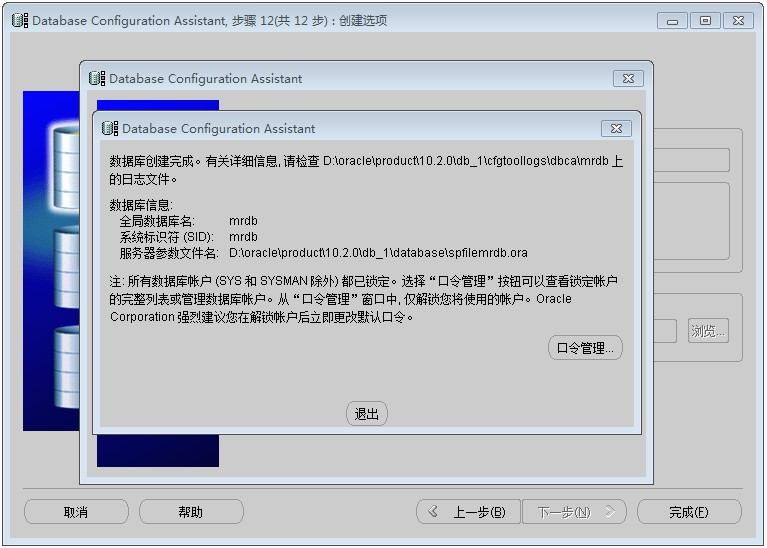 Database Configuration Assistant, 步骤 12(共 12 步) : 创建选项
Database Configuration Assistant
Database Configuration Assistant
数据库创建完成。有关详细信息, 请检查 D:\oracle\product\10.2.0\db_1\cfgtoollogs\dbca\mrdb 上
的日志文件。
数据库信息:
全局数据库名: mrdb
系统标识符 (SID): mrdb
服务器参数文件名: D:\oracle\product\10.2.0\db_1\database\spfilemrdb.ora
注: 所有数据库帐户 (SYS 和 SYSMAN 除外) 都已锁定。选择“口令管理”按钮可以查看锁定帐户
的完整列表或管理数据库帐户。从“口令管理”窗口中, 仅解锁您将使用的帐户。Oracle
Corporation 强烈建议您在解锁帐户后立即更改默认口令。
浏览...
口令管理...
退出
取消 帮助 上一步(B) 下一步(N) 完成(F)